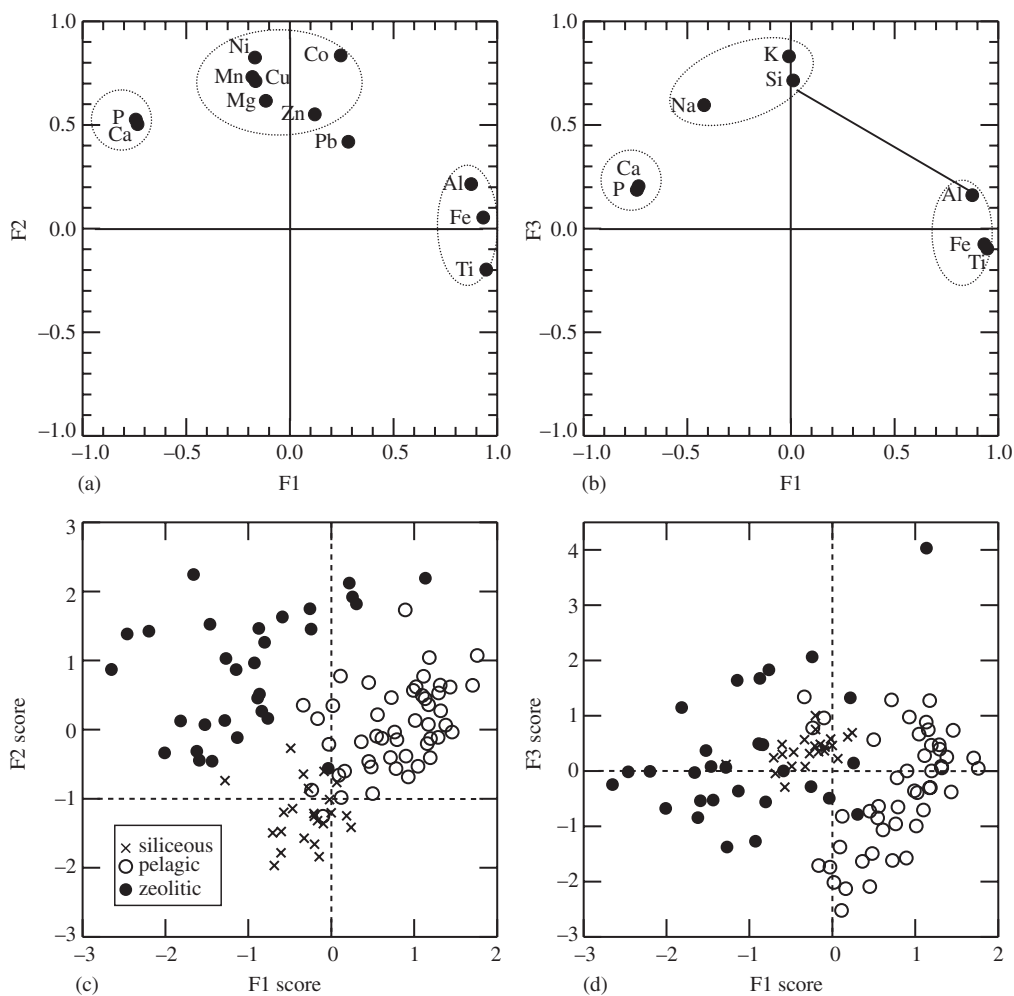 1.0
0.5
0.0
−0.5
−1.0
F2
Ni
Co
Mn
Cu
Mg
Zn
Pb
P
Ca
Al
Fe
Ti
−1.0
−0.5
0.0
0.5
1.0
(a)
F1
1.0
0.5
0.0
−0.5
−1.0
F3
K
Si
Na
Ca
P
Al
Fe
Ti
−1.0
−0.5
0.0
0.5
1.0
(b)
F1
3
2
1
0
−1
−2
−3
F2 score
siliceous
pelagic
zeolitic
−3
−2
−1
0
1
2
(c)
F1 score
4
3
2
1
0
−1
−2
−3
F3 score
−3
−2
−1
0
1
2
(d)
F1 score